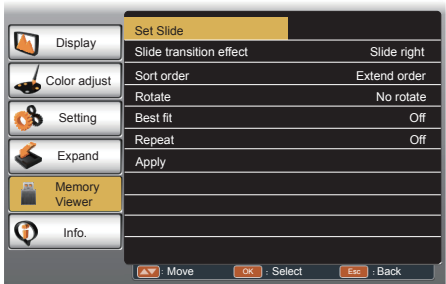 Display
Color adjust
Setting
Expand
Memory
Viewer
Info.
Set Slide
Slide transition effect Slide right
Sort order Extend order
Rotate No rotate
Best fit Off
Repeat Off
Apply
: Move OK : Select Esc : Back